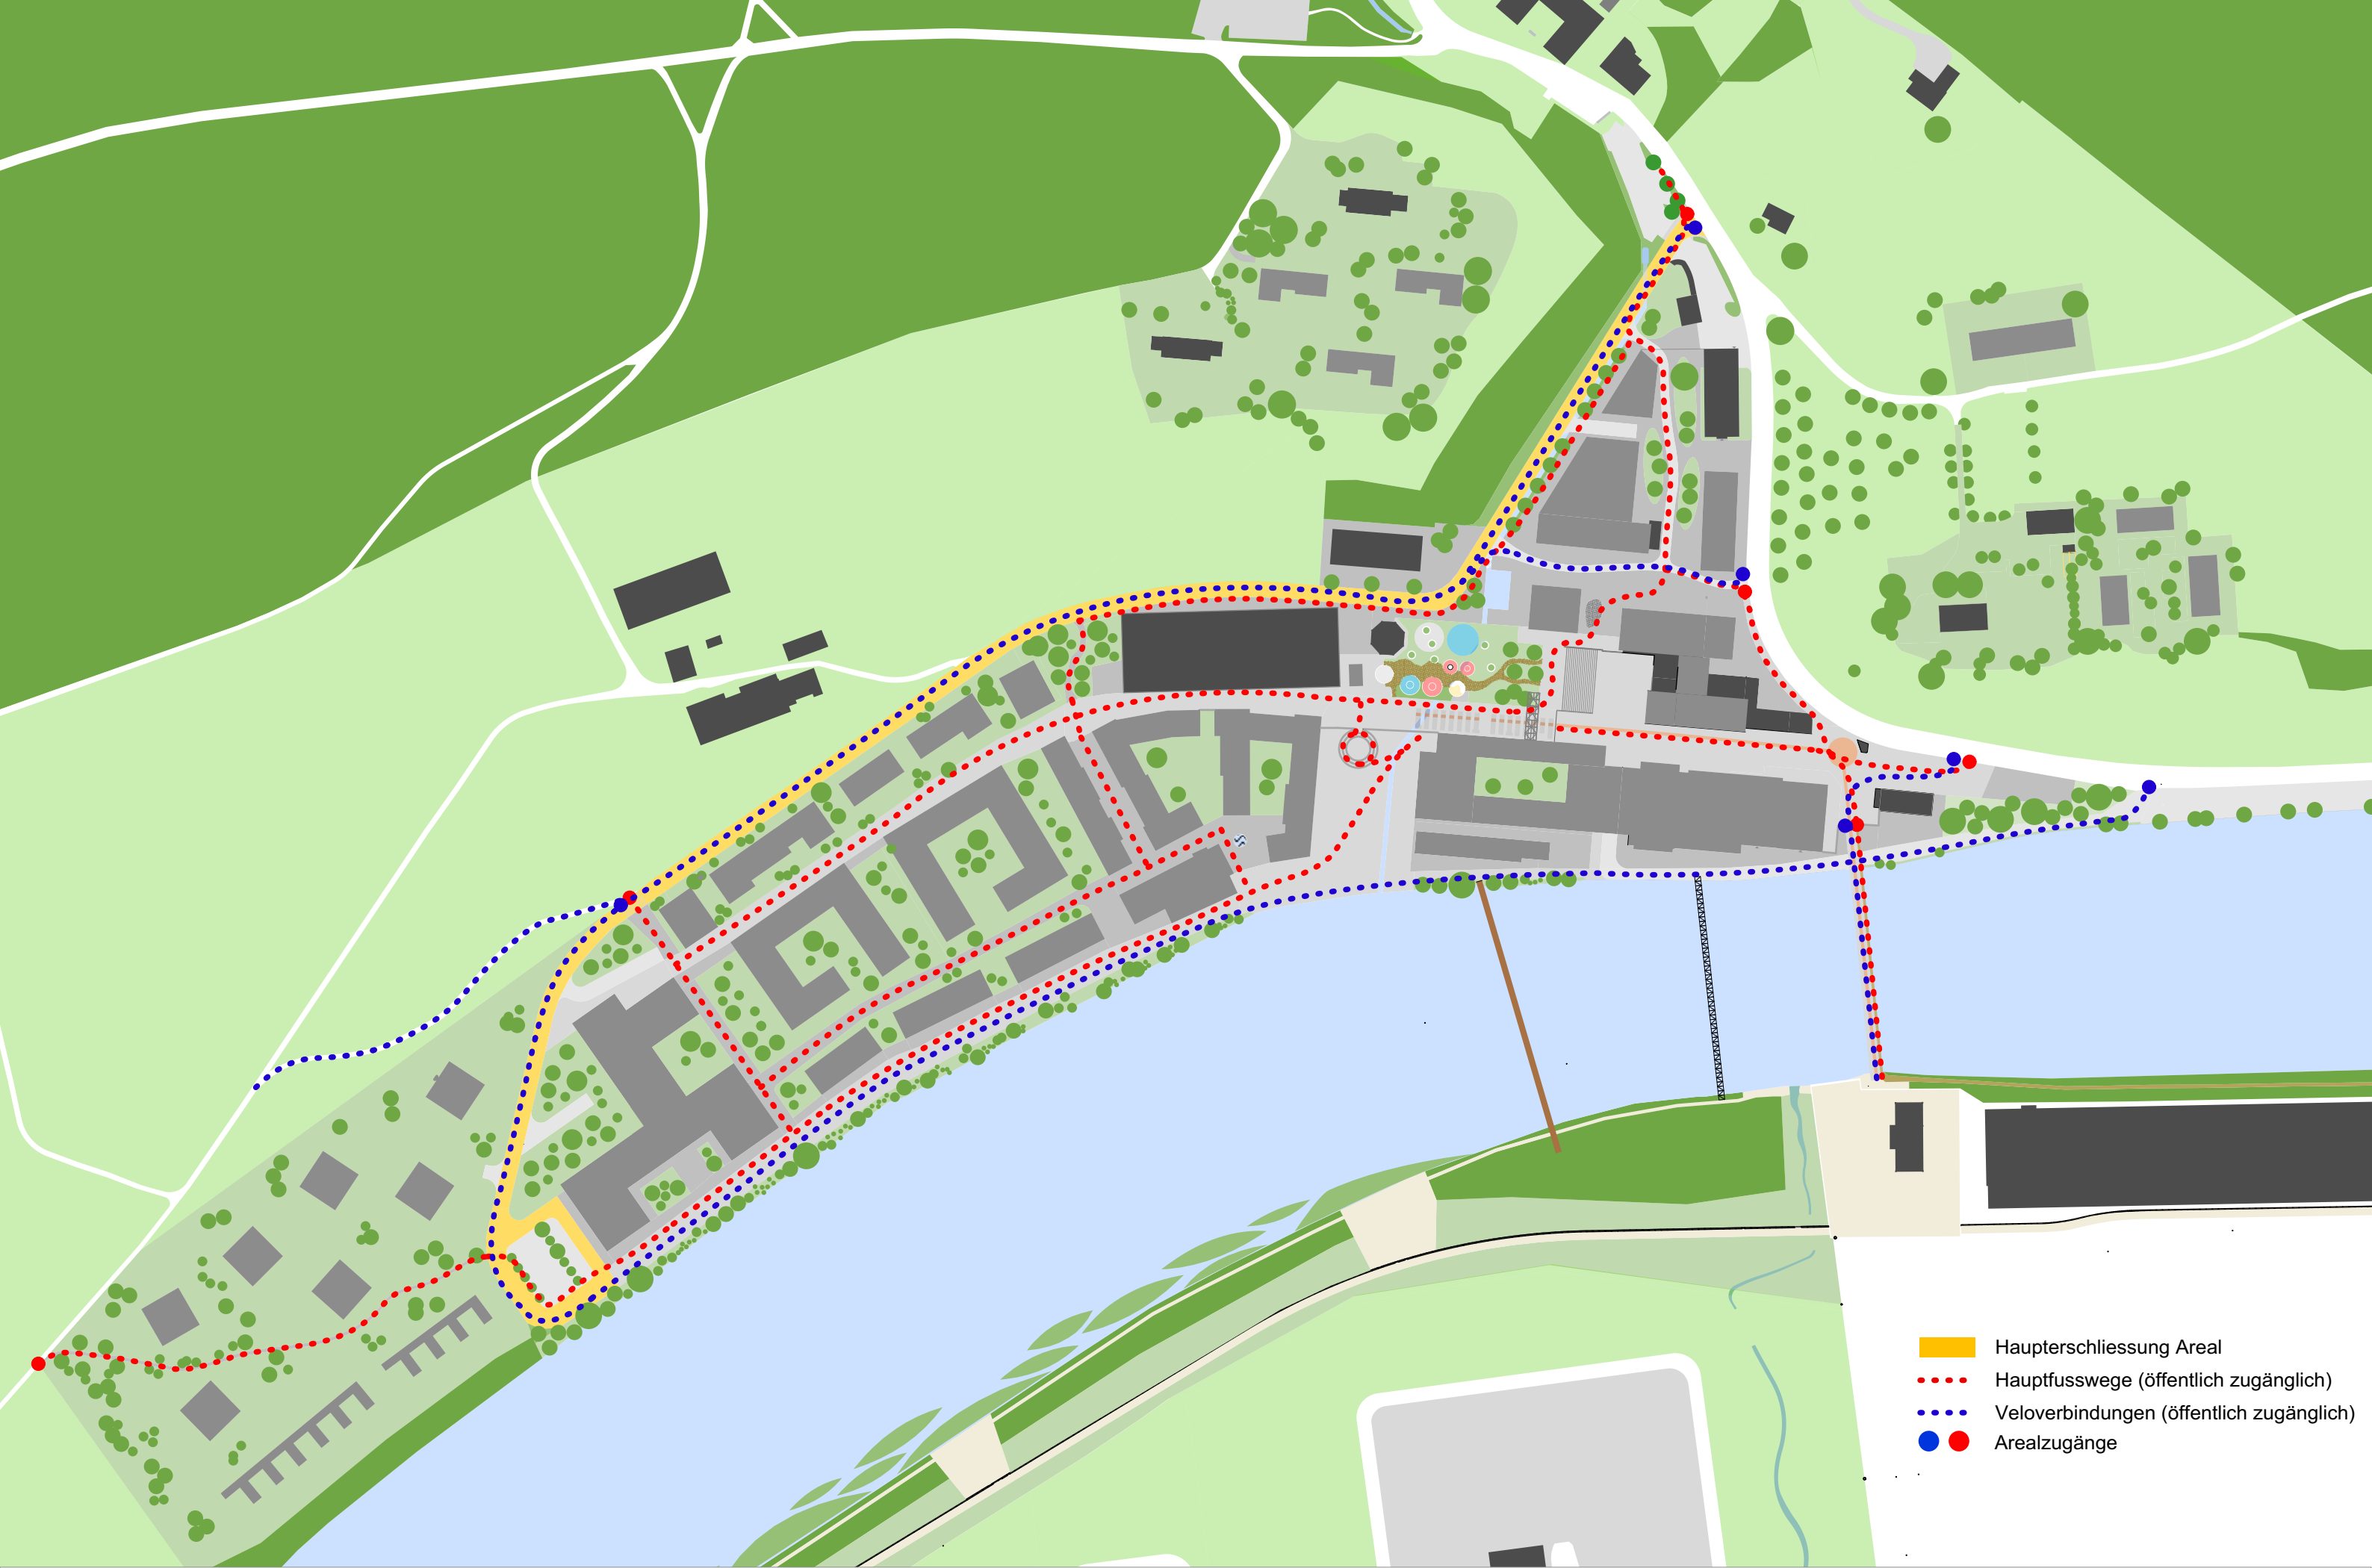 Haupterschliessung Areal
Hauptfusswege (öffentlich zugänglich)
Veloverbindungen (öffentlich zugänglich)
Arealzugänge